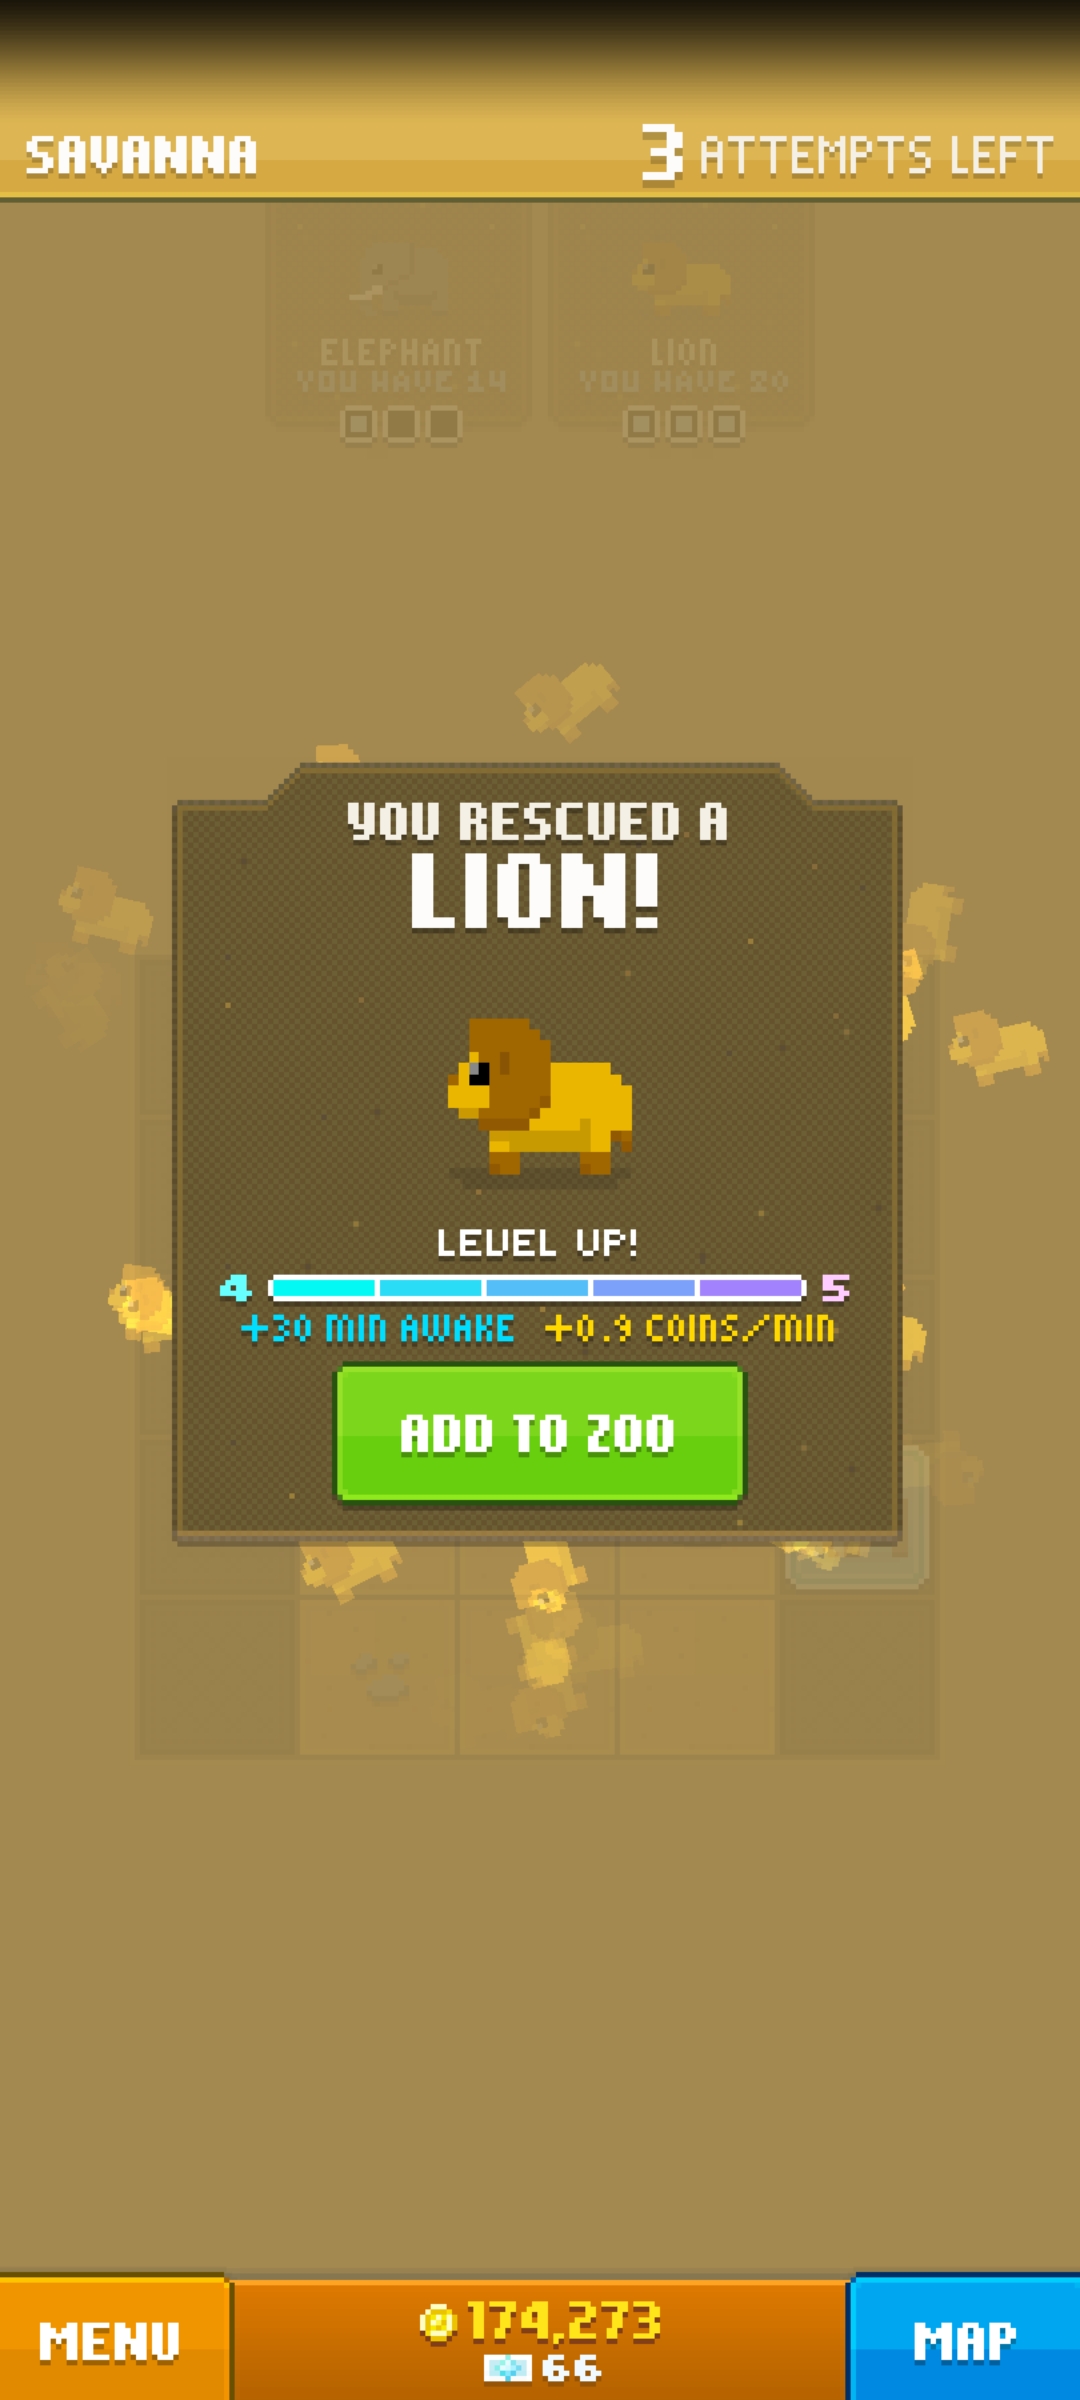 SAVANNA
3 ATTEMPTS LEFT
ELEPHANT
LION
YOU HAVE 14
YOU HAVE 20
YOU RESCUED A
LION!
LEVEL UP!
4 5
+30 MIN AWAKE +0.9 COINS/MIN
ADD TO ZOO
MENU
174,273
66
MAP